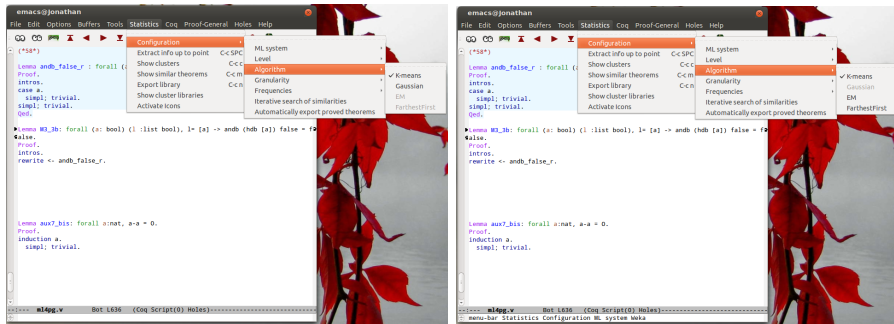 emacs@Jonathan
File Edit Options Buffers Tools Statistics Coq Proof-General Holes Help
Configuration
Extract info up to point C-c SPC
Show clusters C-c c
Show similar theorems C-c m
Export library C-c n
Show cluster libraries
Activate Icons
ML system
Level
Algorithm
Granularity
Frequencies
Iterative search of similarities
Automatically export proved theorems
K-means
Gaussian
EM
FarthestFirst
(*58*)
Lemma andb_false_r : forall (
Proof.
intros.
case a.
simpl; trivial.
simpl; trivial.
Qed.
Lemma M3_3b: forall (a: bool) (l :list bool), l= [a] -> andb (hdb [a]) false = f
alse.
Proof.
intros.
rewrite <- andb_false_r.
Lemma aux7_bis: forall a:nat, a-a = 0.
Proof.
induction a.
simpl; trivial.
--:--- ml4pg.v Bot L636 (Coq Script(0) Holes)
emacs@Jonathan
File Edit Options Buffers Tools Statistics Coq Proof-General Holes Help
Configuration
Extract info up to point C-c SPC
Show clusters C-c c
Show similar theorems C-c m
Export library C-c n
Show cluster libraries
Activate Icons
ML system
Level
Algorithm
Granularity
Frequencies
Iterative search of similarities
Automatically export proved theorems
K-means
Gaussian
EM
FarthestFirst
(*58*)
Lemma andb_false_r : forall (
Proof.
intros.
case a.
simpl; trivial.
simpl; trivial.
Qed.
Lemma M3_3b: forall (a: bool) (l :list bool), l= [a] -> andb (hdb [a]) false = f
alse.
Proof.
intros.
rewrite <- andb_false_r.
Lemma aux7_bis: forall a:nat, a-a = 0.
Proof.
induction a.
simpl; trivial.
--:--- ml4pg.v Bot L636 (Coq Script(0) Holes)
menu-bar Statistics Configuration ML system Weka